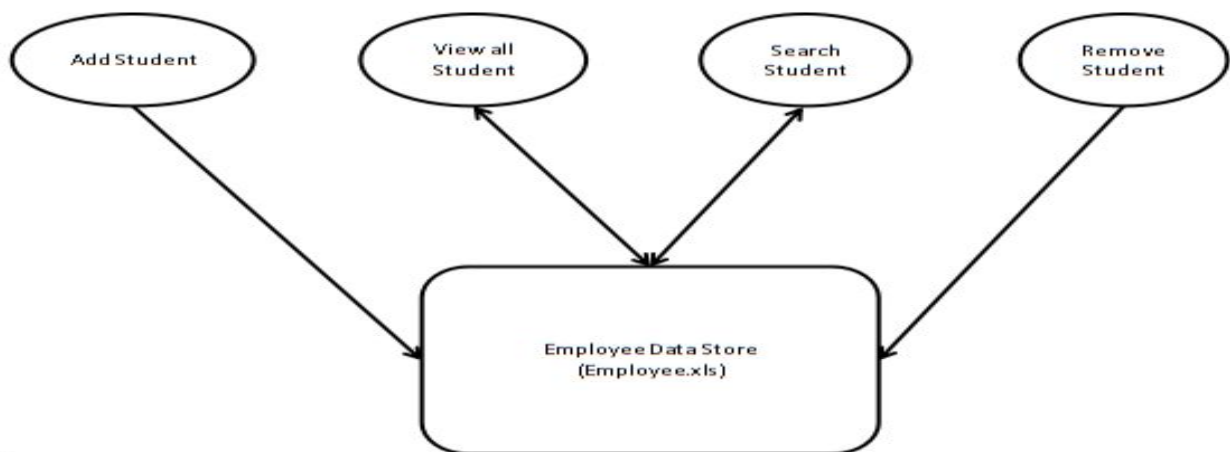 Add Student
View all
Student
Search
Student
Remove
Student
Employee Data Store
(Employee.xls)